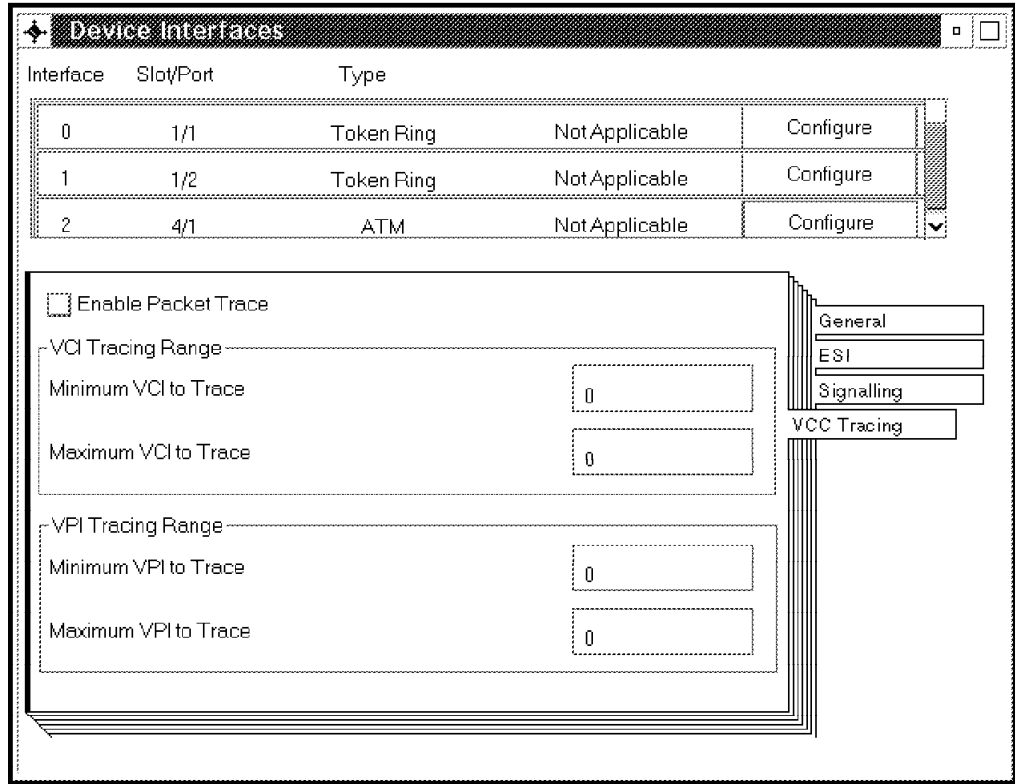 Device Interfaces
Interface Slot/Port Type
0 1/1 Token Ring Not Applicable Configure
1 1/2 Token Ring Not Applicable Configure
2 4/1 ATM Not Applicable Configure
Enable Packet Trace
VCI Tracing Range
Minimum VCI to Trace 0
Maximum VCI to Trace 0
VPI Tracing Range
Minimum VPI to Trace 0
Maximum VPI to Trace 0
General
ESI
Signalling
VCC Tracing